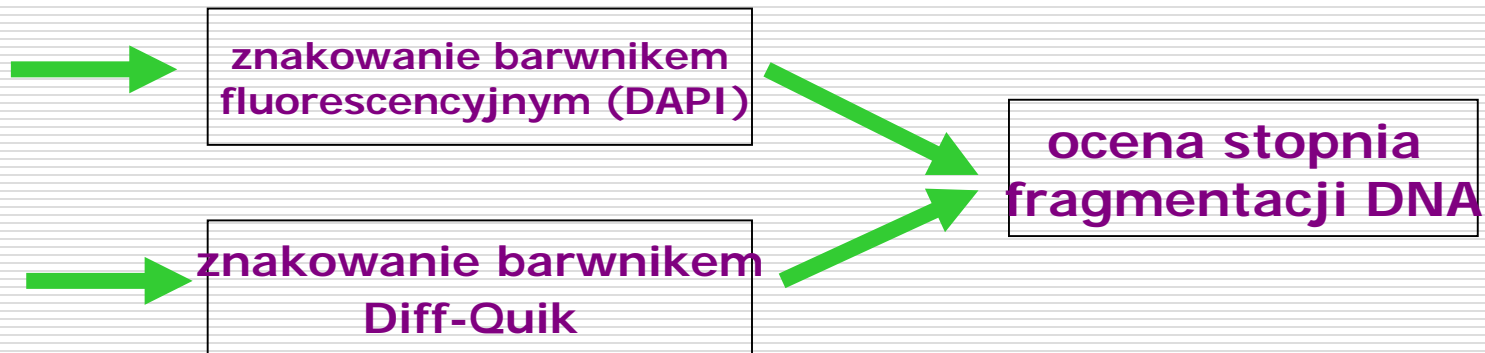 znakowanie barwnikem
fluorescencyjnym (DAPI)
ocena stopnia
fragmentacji DNA
znakowanie barwnikem
Diff-Quik